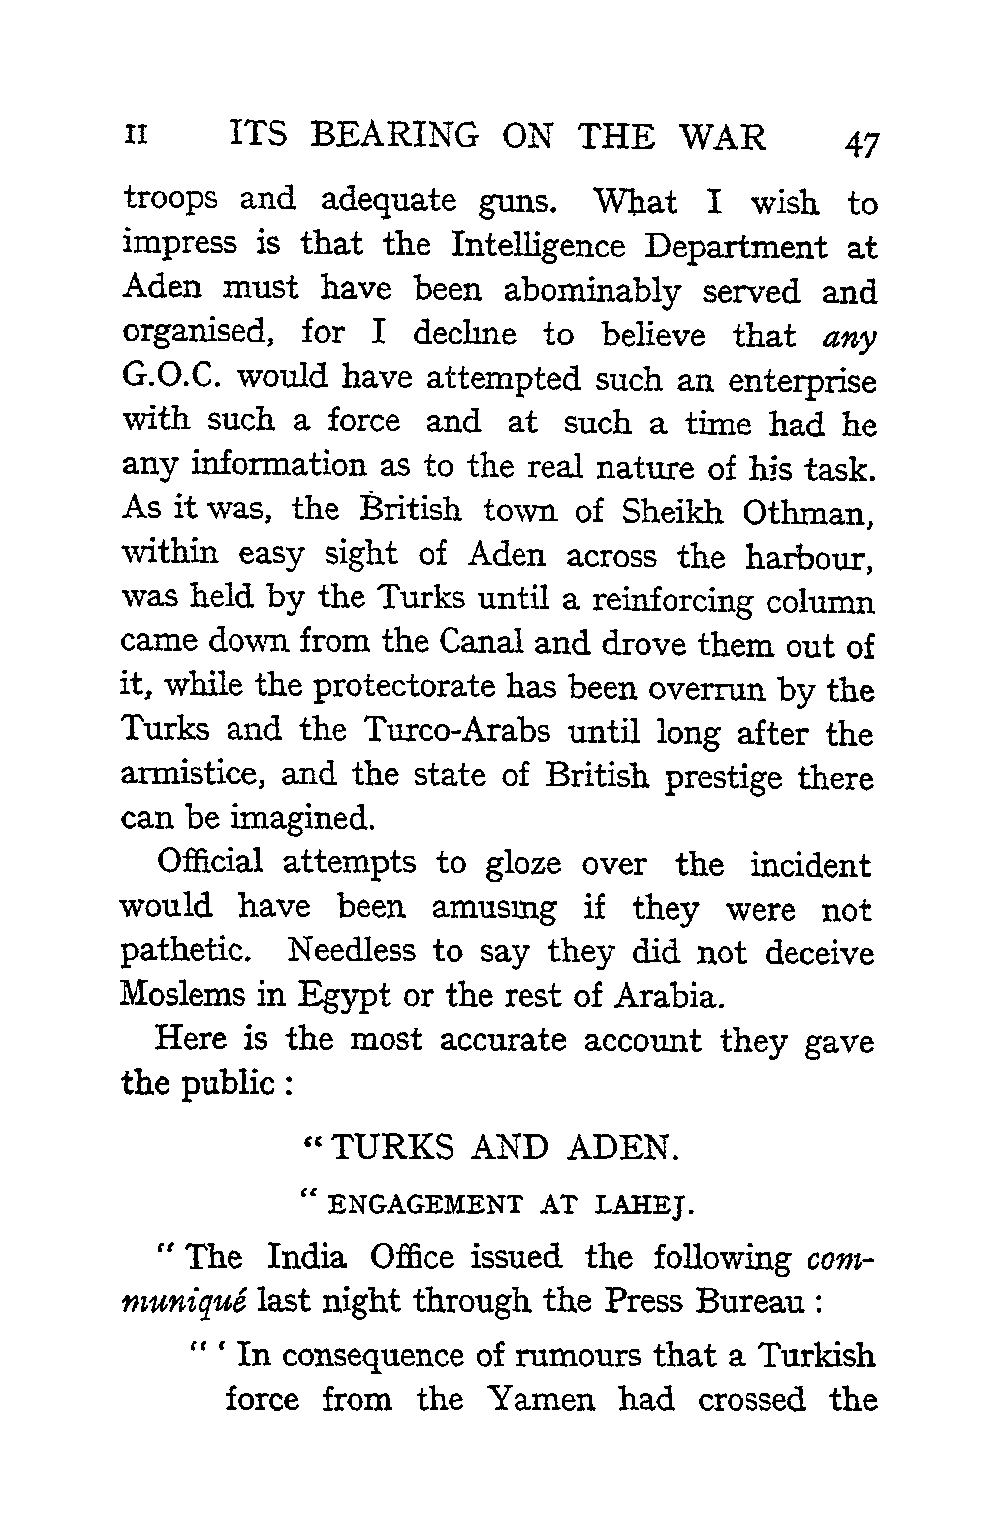 II ITS BEARING ON THE WAR 47
troops and adequate guns. What I wish to
impress is that the Intelligence Department at
Aden must have been abominably served and
organised, for I decline to believe that any
G.O.C. would have attempted such an enterprise
with such a force and at such a time had he
any information as to the real nature of his task.
As it was, the British town of Sheikh Othman,
within easy sight of Aden across the harbour,
was held by the Turks until a reinforcing column
came down from the Canal and drove them out of
it, while the protectorate has been overrun by the
Turks and the Turco-Arabs until long after the
armistice, and the state of British prestige there
can be imagined.
Official attempts to gloze over the incident
would have been amusing if they were not
pathetic. Needless to say they did not deceive
Moslems in Egypt or the rest of Arabia.
Here is the most accurate account they gave
the public :
“ TURKS AND ADEN.
“ ENGAGEMENT AT LAHEJ.
“ The India Office issued the following com-
muniqué last night through the Press Bureau :
“ ‘ In consequence of rumours that a Turkish
force from the Yamen had crossed the